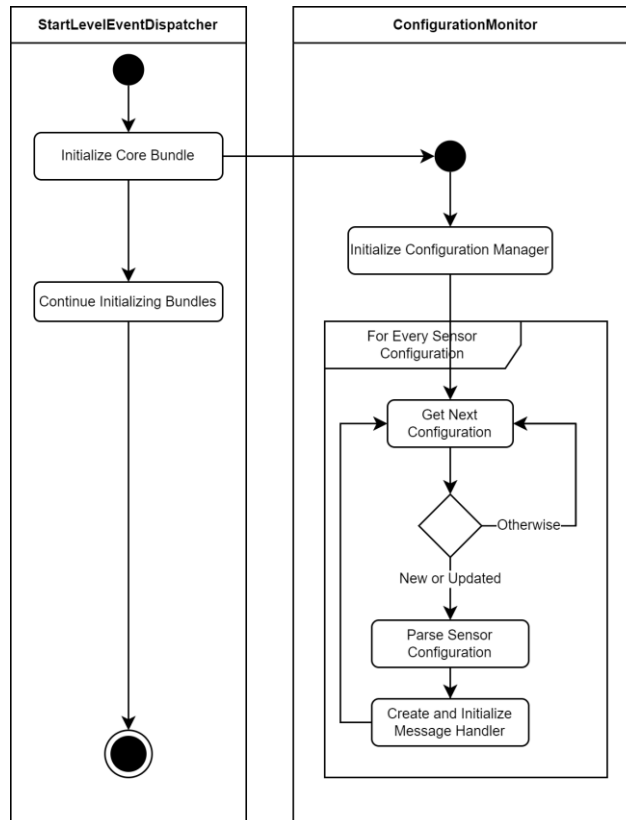 StartLevelEventDispatcher
ConfigurationMonitor
Initialize Core Bundle
Initialize Configuration Manager
Continue Initializing Bundles
For Every Sensor
Configuration
Get Next
Configuration
Otherwise
New or Updated
Parse Sensor
Configuration
Create and Initialize
Message Handler